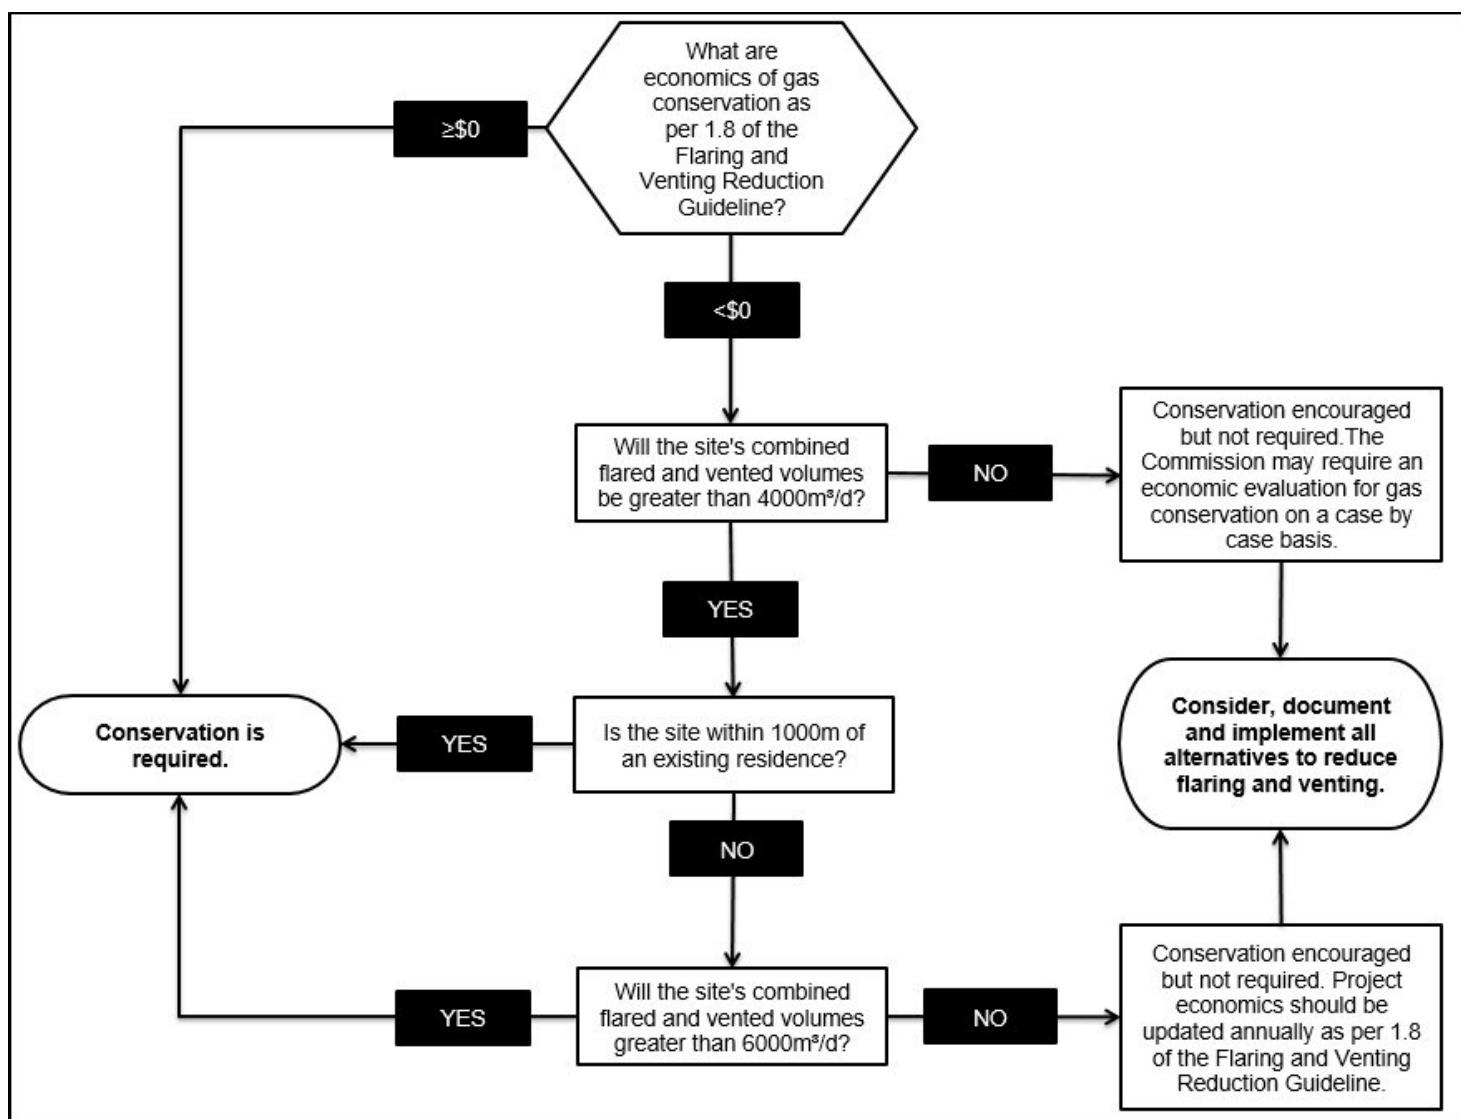 What are
economics of gas
conservation as
per 1.8 of the
Flaring and
Venting Reduction
Guideline?
≥$0
<$0
Will the site's combined
flared and vented volumes
be greater than 4000m³/d?
NO
Conservation encouraged
but not required.The
Commission may require an
economic evaluation for gas
conservation on a case by
case basis.
YES
Conservation is
required.
YES
Is the site within 1000m of
an existing residence?
Consider, document
and implement all
alternatives to reduce
flaring and venting.
NO
YES
Will the site's combined
flared and vented volumes
greater than 6000m³/d?
NO
Conservation encouraged
but not required. Project
economics should be
updated annually as per 1.8
of the Flaring and Venting
Reduction Guideline.